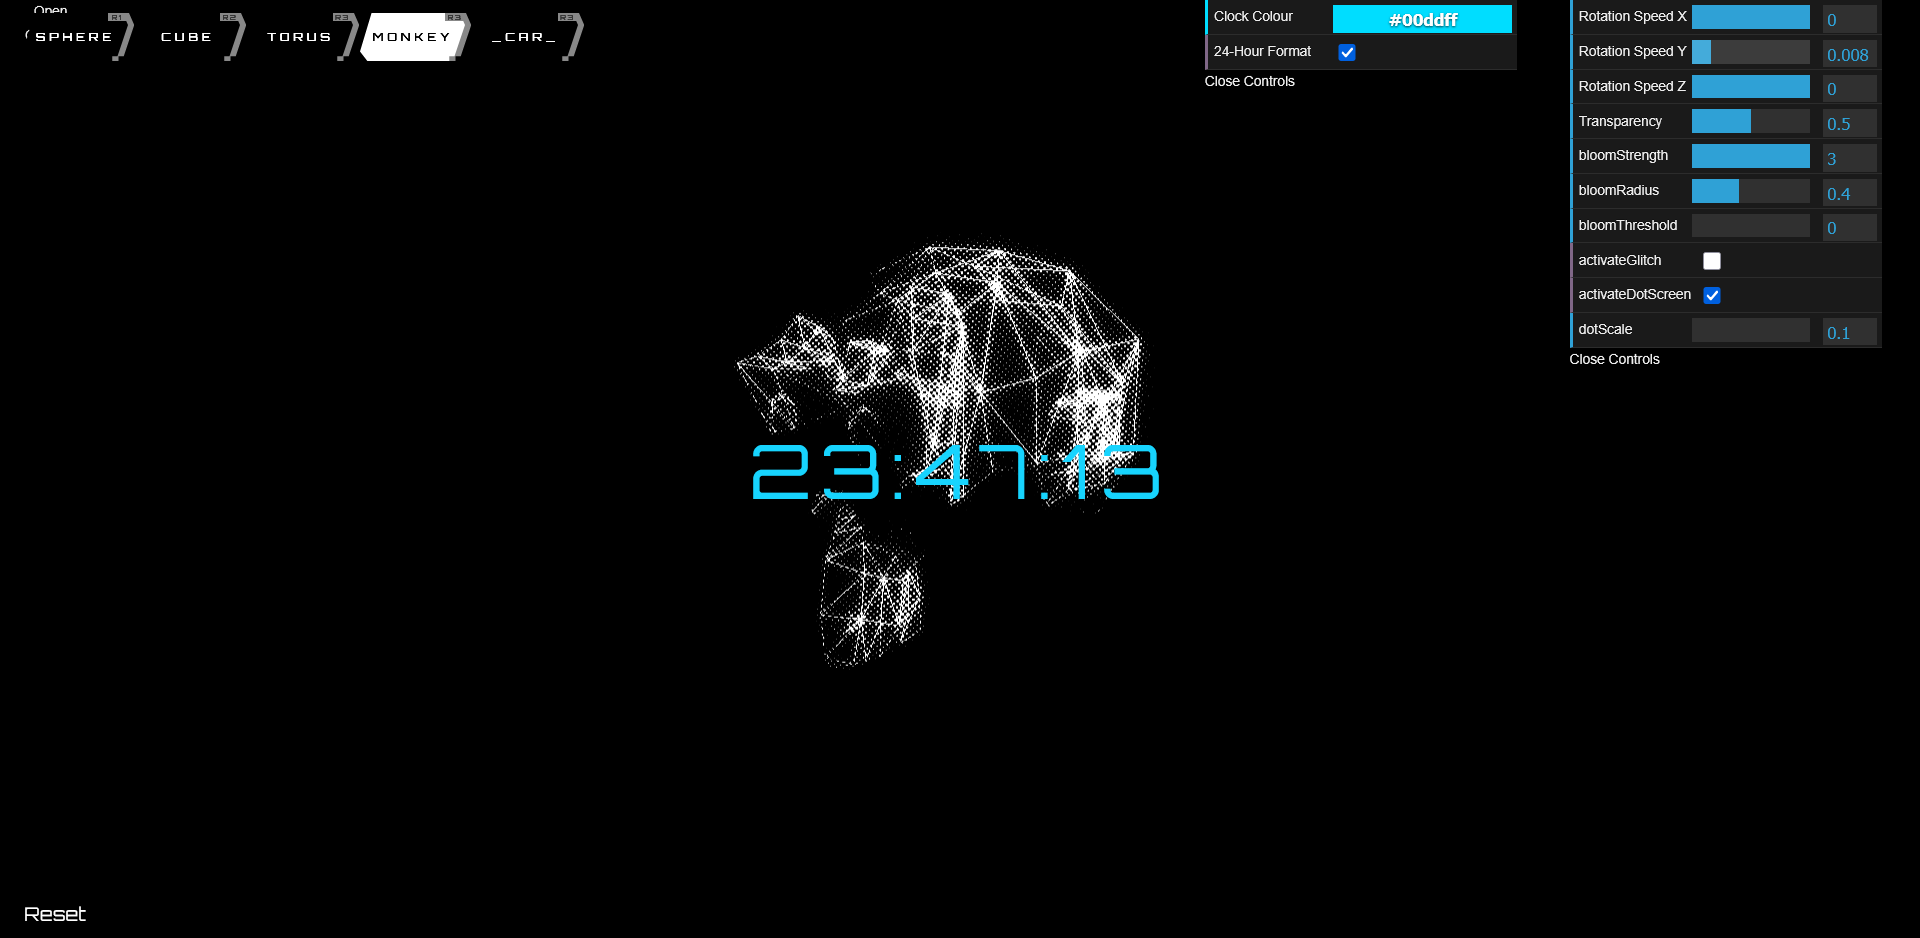 Open
SPHERE R1
CUBE R2
TORUS R3
MONKEY R3
_CAR_ R3
Clock Colour #00ddff
24-Hour Format
Close Controls
Rotation Speed X 0
Rotation Speed Y 0.008
Rotation Speed Z 0
Transparency 0.5
bloomStrength 3
bloomRadius 0.4
bloomThreshold 0
activateGlitch
activateDotScreen
dotScale 0.1
Close Controls
23:47:13
Reset